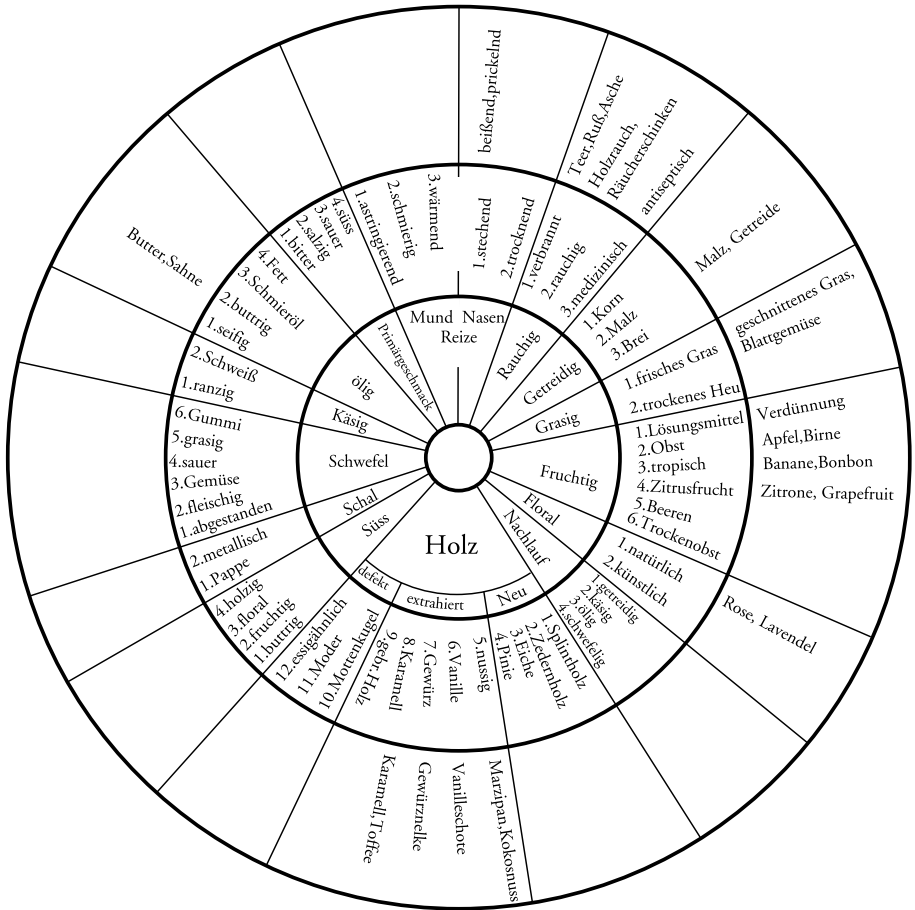 Mund Nasen
Reize
1.stechend
2.trocknend
3.wärmend
2.schmierig
1.astringierend
beißend,prickelnd
Rauchig
1.verbrannt
2.rauchig
3.medizinisch
Teer,Ruß,Asche
Holzrauch,
Räucherschinken
antiseptisch
Getreidig
1.Korn
2.Malz
3.Brei
Malz, Getreide
Grasig
1.frisches Gras
2.trockenes Heu
geschnittenes Gras,
Blattgemüse
Fruchtig
1.Lösungsmittel
2.Obst
3.tropisch
4.Zitrusfrucht
5.Beeren
6.Trockenobst
Verdünnung
Apfel,Birne
Banane,Bonbon
Zitrone, Grapefruit
Floral
1.natürlich
2.künstlich
Rose, Lavendel
Nachlauf
1.getreidig
2.käsig
3.ölig
4.schwefelig
Holz
Neu
1.Splintholz
2.Zedernholz
3.Eiche
4.Pinie
extrahiert
5.nussig
6.Vanille
7.Gewürz
8.Karamell
9.gebr.Holz
Marzipan,Kokosnuss
Vanilleschote
Gewürznelke
Karamell,Toffee
defekt
10.Mottenkugel
11.Moder
12.essigähnlich
Süss
1.buttrig
2.fruchtig
3.floral
4.holzig
Schal
1.Pappe
2.metallisch
Schwefel
1.abgestanden
2.fleischig
3.Gemüse
4.sauer
5.grasig
6.Gummi
Käsig
1.ranzig
2.Schweiß
ölig
1.seifig
2.buttrig
3.Schmieröl
4.Fett
Butter,Sahne
Primärgeschmack
1.bitter
2.salzig
3.sauer
4.süss